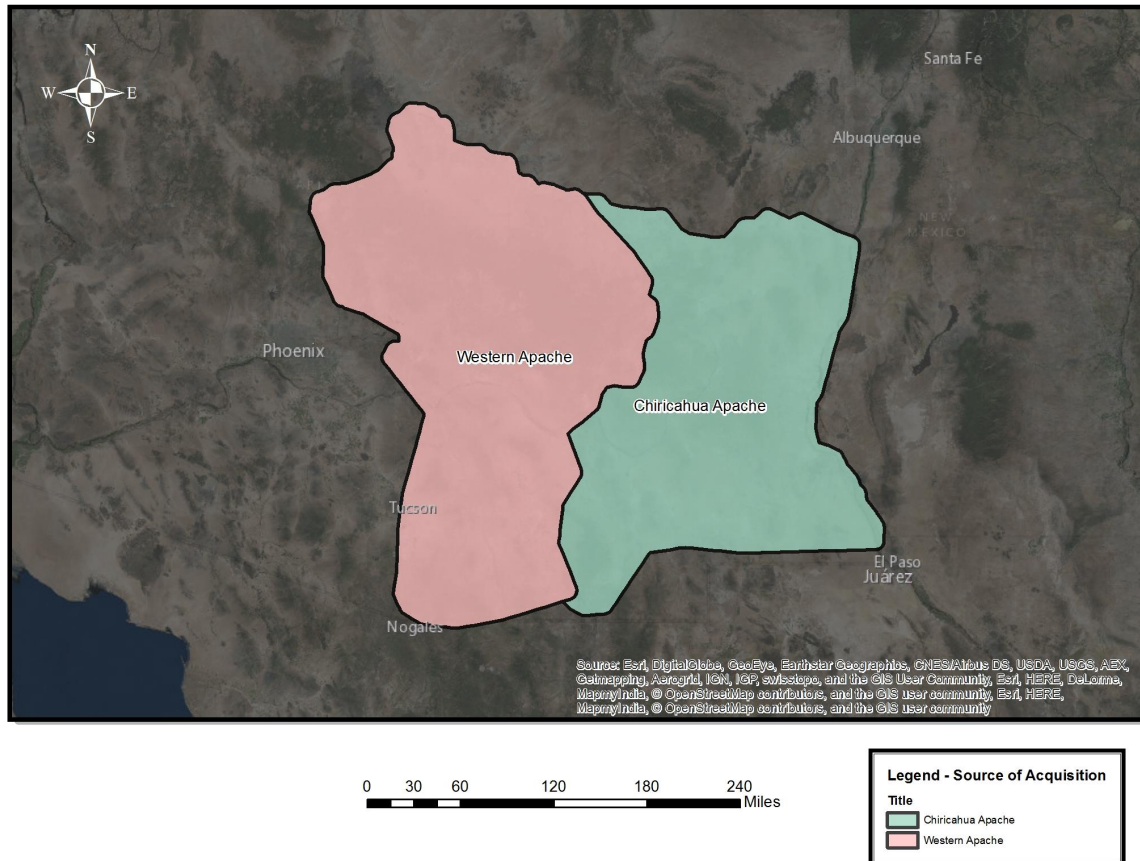 N
W E
S
Santa Fe
Albuquerque
NEW
MEXICO
Phoenix
Western Apache
Chiricahua Apache
Tucson
El Paso
Juárez
Nogales
Source: Esri, DigitalGlobe, GeoEye, Earthstar Geographics, CNES/Airbus DS, USDA, USGS, AEX,
Getmapping, Aerogrid, IGN, IGP, swisstopo, and the GIS User Community, Esri, HERE, DeLorme,
MapmyIndia, © OpenStreetMap contributors, and the GIS user community, Esri, HERE,
MapmyIndia, © OpenStreetMap contributors, and the GIS user community
0 30 60 120 180 240
Miles
Legend - Source of Acquisition
Title
Chiricahua Apache
Western Apache